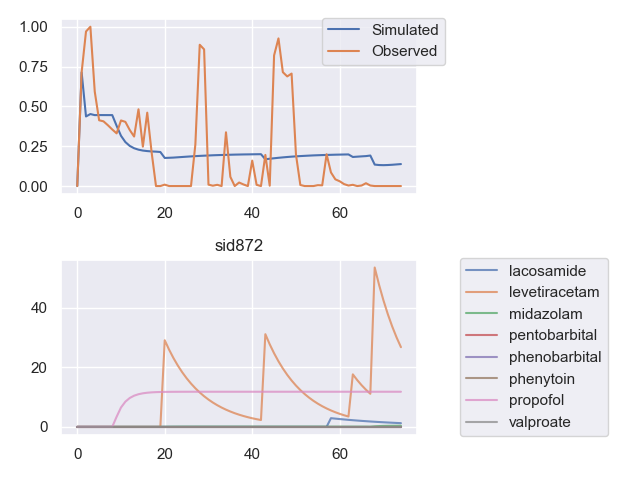 1.00
0.75
0.50
0.25
0.00
0 20 40 60
Simulated
Observed
sid872
40
20
0
0 20 40 60
lacosamide
levetiracetam
midazolam
pentobarbital
phenobarbital
phenytoin
propofol
valproate